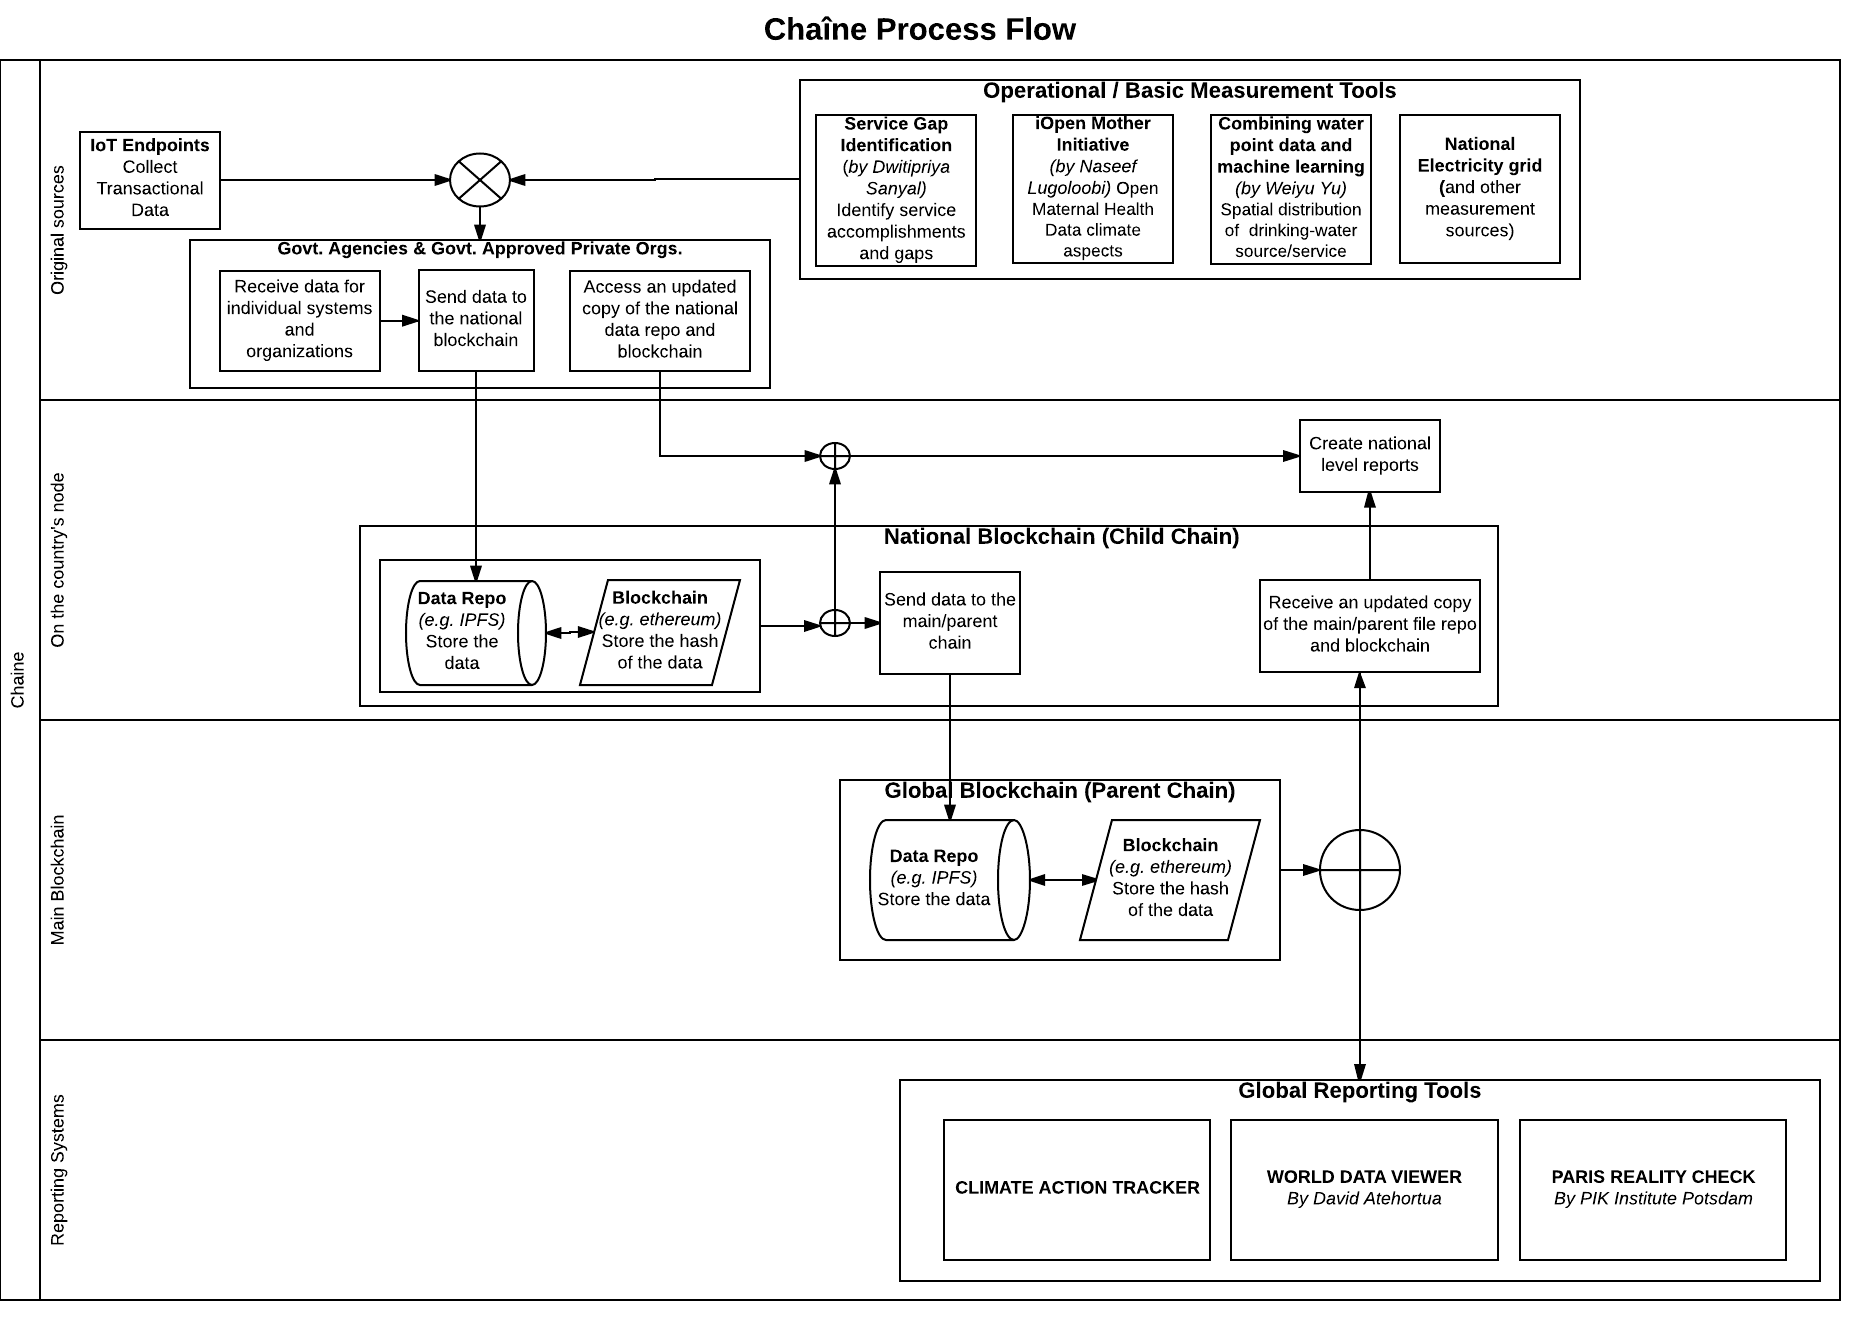 Chaîne Process Flow
Chaine
Original sources
IoT Endpoints
Collect
Transactional
Data
Operational / Basic Measurement Tools
Service Gap
Identification
(by Dwitipriya
Sanyal)
Identify service
accomplishments
and gaps
iOpen Mother
Initiative
(by Naseef
Lugoloobi) Open
Maternal Health
Data climate
aspects
Combining water
point data and
machine learning
(by Weiyu Yu)
Spatial distribution
of drinking-water
source/service
National
Electricity grid
(and other
measurement
sources)
Govt. Agencies & Govt. Approved Private Orgs.
Receive data for
individual systems
and
organizations
Send data to
the national
blockchain
Access an updated
copy of the national
data repo and
blockchain
On the country's node
Create national
level reports
National Blockchain (Child Chain)
Data Repo
(e.g. IPFS)
Store the
data
Blockchain
(e.g. ethereum)
Store the hash
of the data
Send data to the
main/parent
chain
Receive an updated copy
of the main/parent file repo
and blockchain
Main Blockchain
Global Blockchain (Parent Chain)
Data Repo
(e.g. IPFS)
Store the data
Blockchain
(e.g. ethereum)
Store the hash
of the data
Reporting Systems
Global Reporting Tools
CLIMATE ACTION TRACKER
WORLD DATA VIEWER
By David Atehortua
PARIS REALITY CHECK
By PIK Institute Potsdam